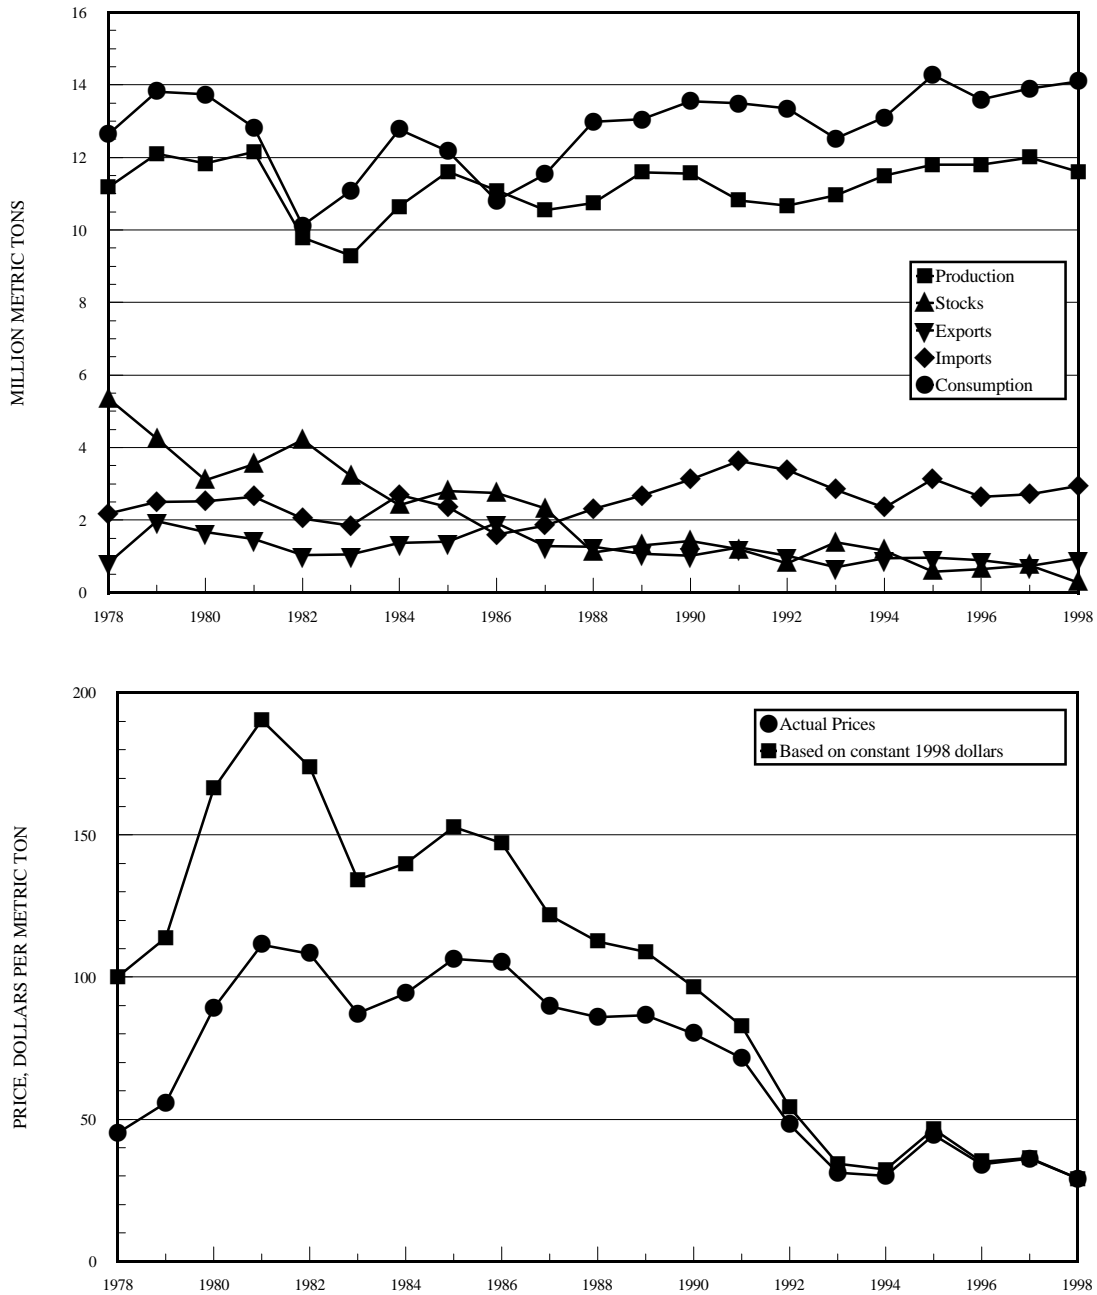 16
14
12
10
8
6
4
2
0
MILLION METRIC TONS
Production
Stocks
Exports
Imports
Consumption
1978 1980 1982 1984 1986 1988 1990 1992 1994 1996 1998
200
150
100
50
0
PRICE, DOLLARS PER METRIC TON
Actual Prices
Based on constant 1998 dollars
1978 1980 1982 1984 1986 1988 1990 1992 1994 1996 1998